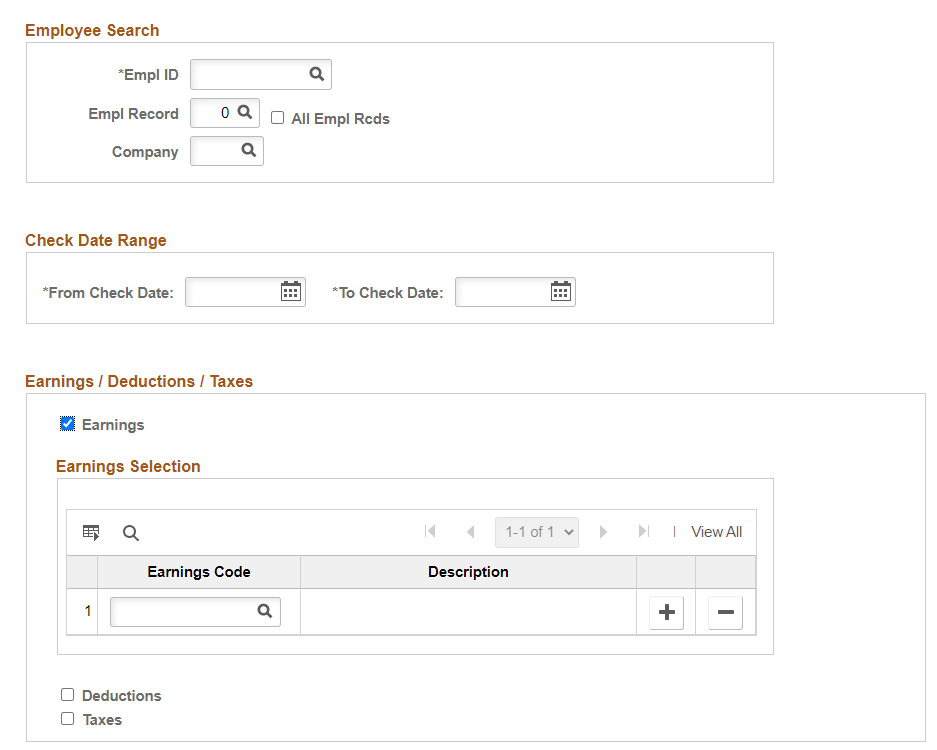 Employee Search
*Empl ID
Empl Record 0 All Empl Rcds
Company
Check Date Range
*From Check Date: *To Check Date:
Earnings / Deductions / Taxes
Earnings
Earnings Selection
1-1 of 1 | View All
Earnings Code Description
1
Deductions
Taxes